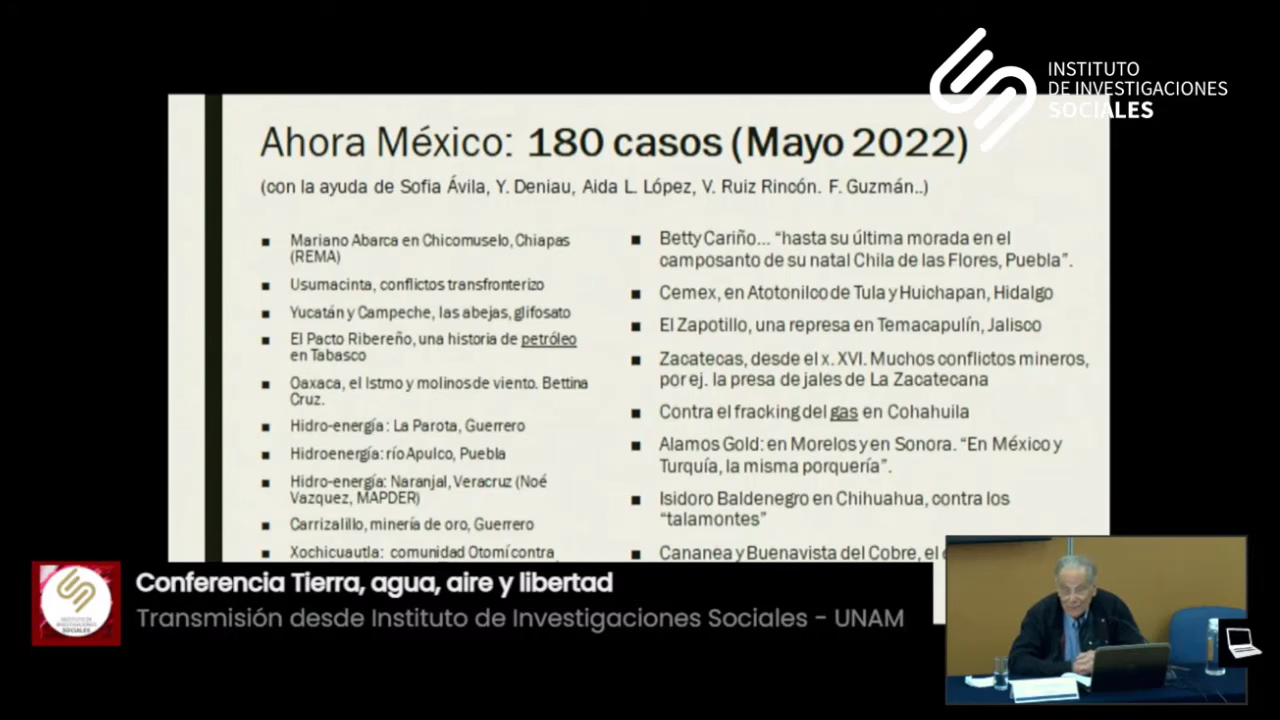 INSTITUTO
DE INVESTIGACIONES
SOCIALES
Ahora México: 180 casos (Mayo 2022)
(con la ayuda de Sofia Ávila, Y. Deniau, Aida L. López, V. Ruiz Rincón. F. Guzmán..)
Mariano Abarca en Chicomuselo, Chiapas
(REMA)
Usumacinta, conflictos transfronterizo
Yucatán y Campeche, las abejas, glifosato
El Pacto Ribereño, una historia de petróleo
en Tabasco
Oaxaca, el Istmo y molinos de viento. Bettina
Cruz.
Hidro-energía: La Parota, Guerrero
Hidroenergía: río Apulco, Puebla
Hidro-energía: Naranjal, Veracruz (Noé
Vazquez, MAPDER)
Carrizalillo, minería de oro, Guerrero
Xochicuautla: comunidad Otomí contra
Betty Cariño... “hasta su última morada en el
camposanto de su natal Chila de las Flores, Puebla”.
Cemex, en Atotonilco de Tula y Huichapan, Hidalgo
El Zapotillo, una represa en Temacapulín, Jalisco
Zacatecas, desde el x. XVI. Muchos conflictos mineros,
por ej. la presa de jales de La Zacatecana
Contra el fracking del gas en Cohahuila
Alamos Gold: en Morelos y en Sonora. “En México y
Turquía, la misma porquería”.
Isidoro Baldenegro en Chihuahua, contra los
“talamontes”
Cananea y Buenavista del Cobre, el
Conferencia Tierra, agua, aire y libertad
Transmisión desde Instituto de Investigaciones Sociales - UNAM